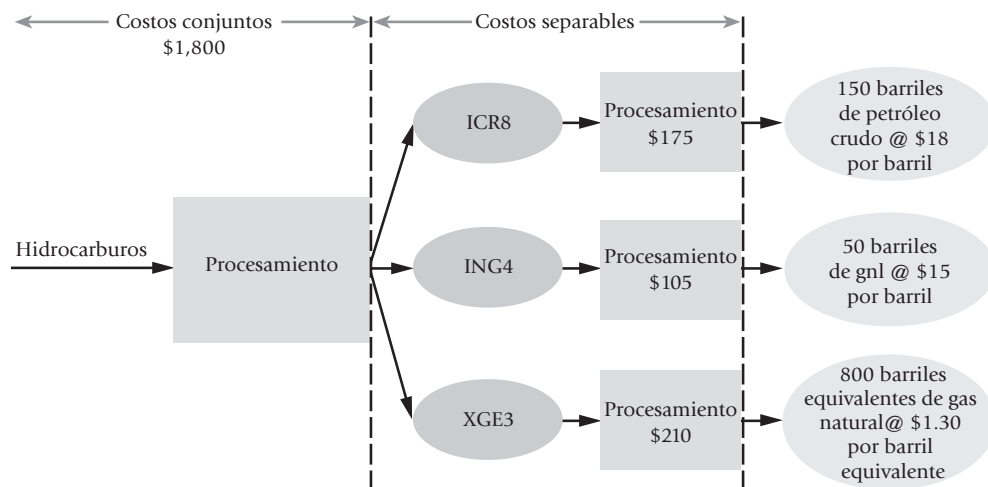 Costos conjuntos
$1,800
Costos separables
Hidrocarburos
Procesamiento
ICR8
Procesamiento
$175
150 barriles
de petróleo
crudo @ $18
por barril
ING4
Procesamiento
$105
50 barriles
de gnl @ $15
por barril
XGE3
Procesamiento
$210
800 barriles
equivalentes de gas
natural@ $1.30
por barril
equivalente